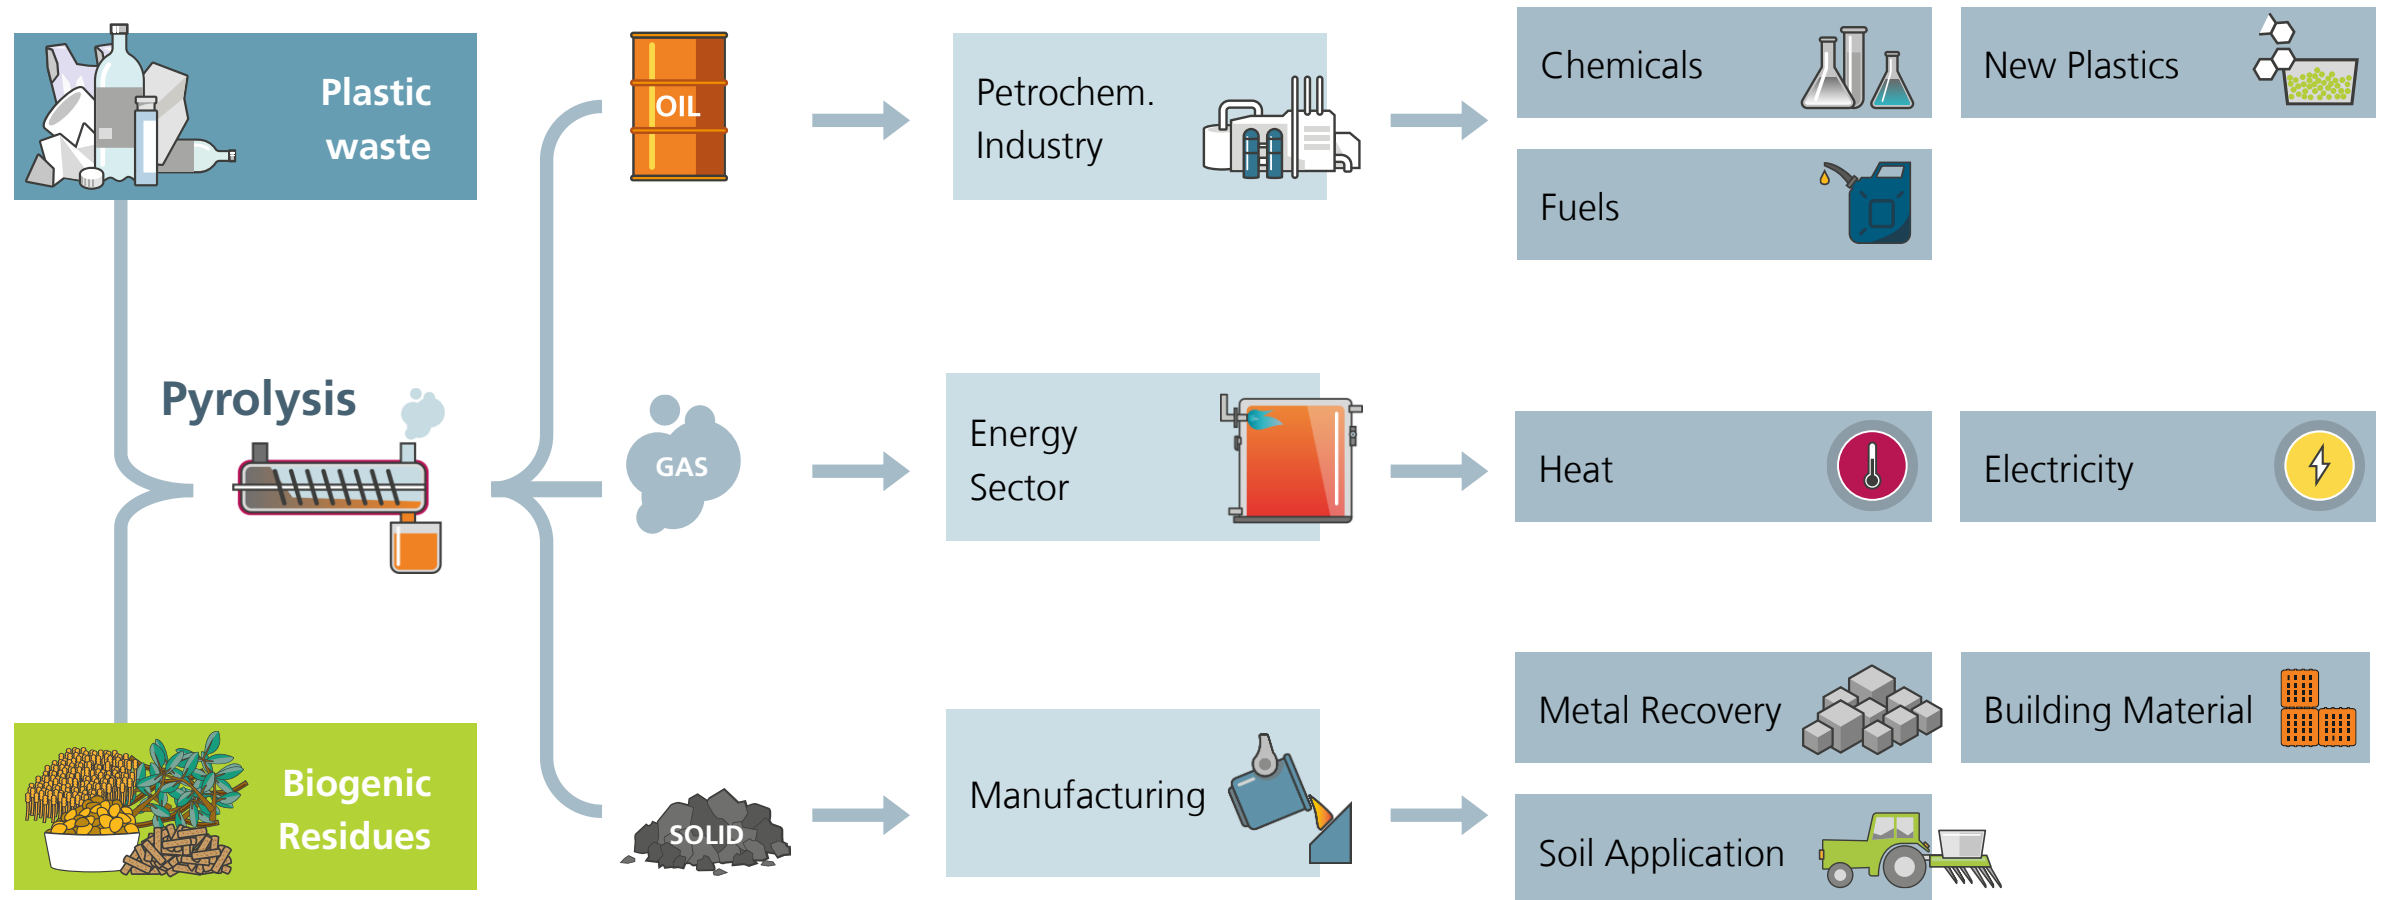 Plastic
waste
OIL
Petrochem.
Industry
Chemicals
New Plastics
Fuels
Pyrolysis
GAS
Energy
Sector
Heat
Electricity
Biogenic
Residues
SOLID
Manufacturing
Metal Recovery
Building Material
Soil Application